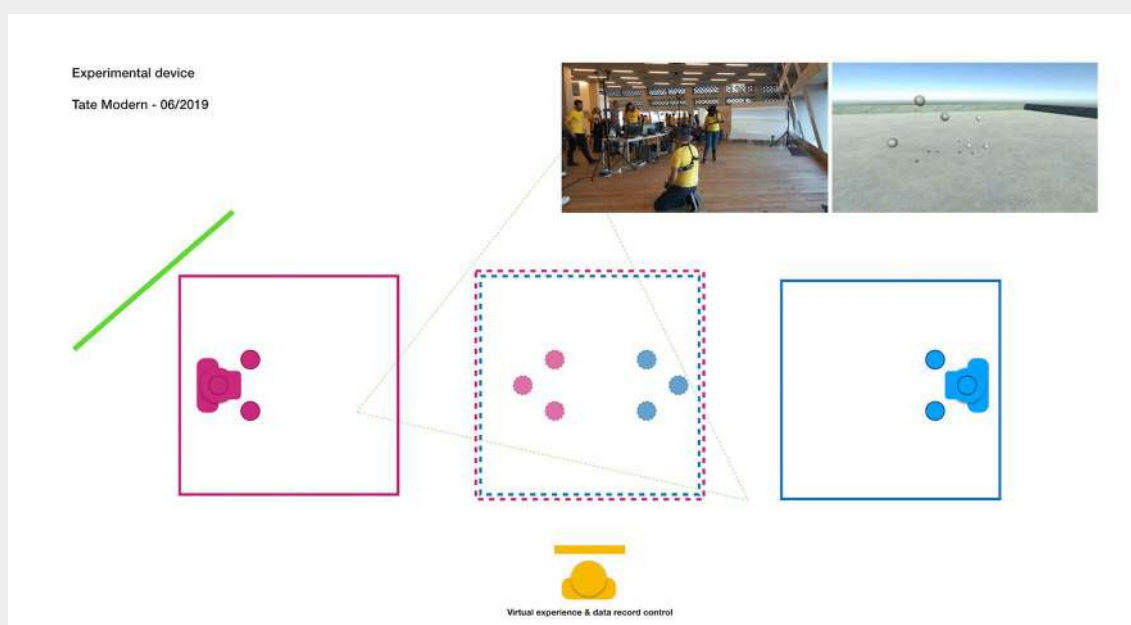 Experimental device
Tate Modern - 06/2019
Virtual experience & data record control